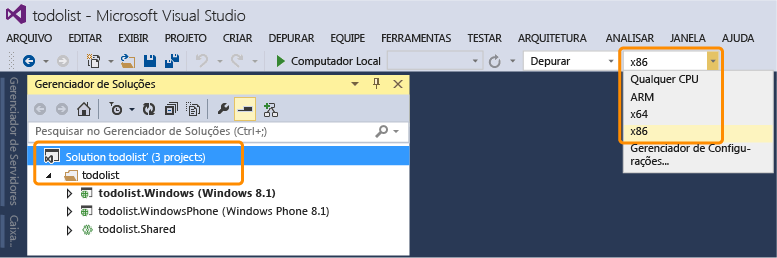 todolist - Microsoft Visual Studio
ARQUIVO EDITAR EXIBIR PROJETO CRIAR DEPURAR EQUIPE FERRAMENTAS TESTAR ARQUITETURA ANALISAR JANELA AJUDA
Computador Local Depurar x86
Qualquer CPU
ARM
x64
x86
Gerenciador de Configu-
rações...
Gerenciador de Servidores
Caixa...
Gerenciador de Soluções
Pesquisar no Gerenciador de Soluções (Ctrl+;)
Solution todolist' (3 projects)
todolist
todolist.Windows (Windows 8.1)
todolist.WindowsPhone (Windows Phone 8.1)
todolist.Shared